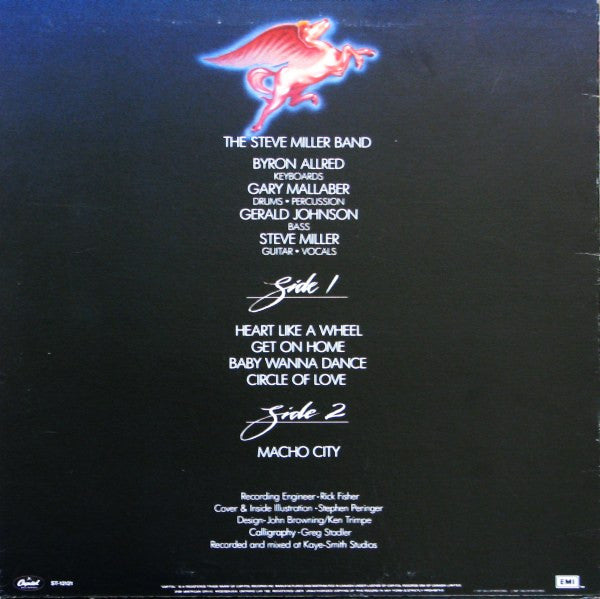 THE STEVE MILLER BAND
BYRON ALLRED
KEYBOARDS
GARY MALLABER
DRUMS • PERCUSSION
GERALD JOHNSON
BASS
STEVE MILLER
GUITAR • VOCALS
Side 1
HEART LIKE A WHEEL
GET ON HOME
BABY WANNA DANCE
CIRCLE OF LOVE
Side 2
MACHO CITY
Recording Engineer • Rick Fisher
Cover & Inside Illustration • Stephen Peringer
Design • John Browning/Ken Trimpe
Calligraphy • Greg Stadler
Recorded and mixed at Kaye-Smith Studios
Capitol
ST-12121
EMI